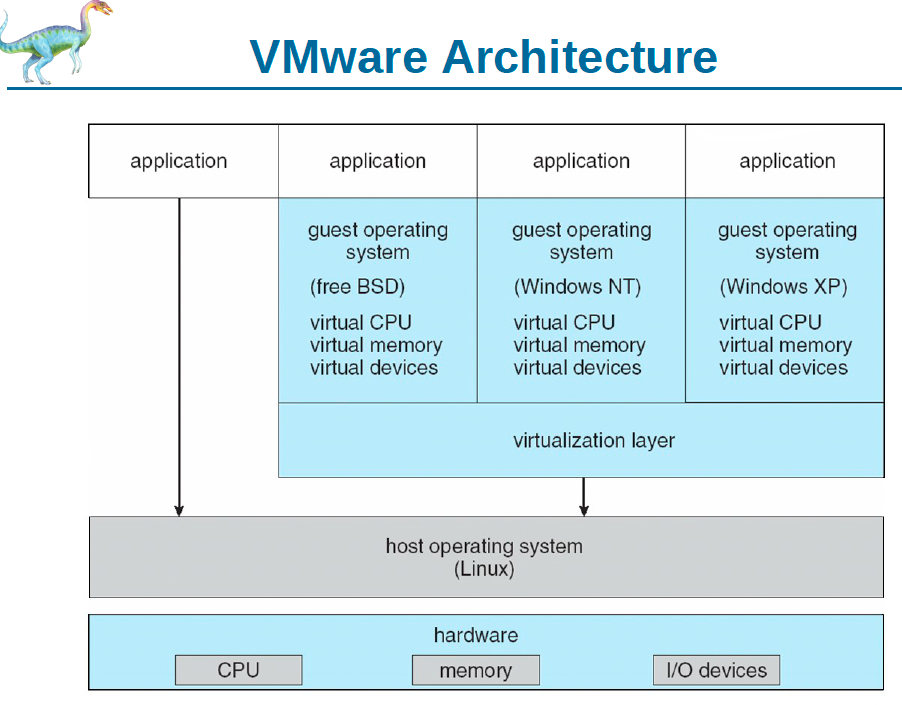 VMware Architecture
application
application
application
application
guest operating
system
(free BSD)
virtual CPU
virtual memory
virtual devices
guest operating
system
(Windows NT)
virtual CPU
virtual memory
virtual devices
guest operating
system
(Windows XP)
virtual CPU
virtual memory
virtual devices
virtualization layer
host operating system
(Linux)
hardware
CPU
memory
I/O devices